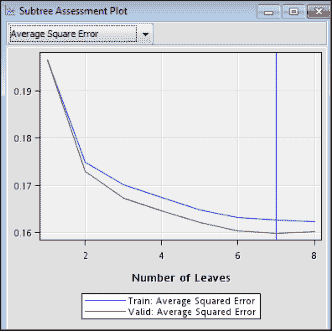 Subtree Assessment Plot
Average Square Error
0.19
0.18
0.17
0.16
2 4 6 8
Number of Leaves
Train: Average Squared Error
Valid: Average Squared Error